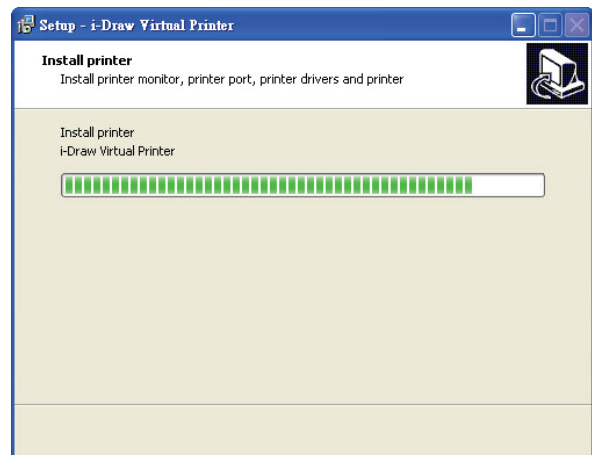 Setup - i-Draw Virtual Printer
Install printer
Install printer monitor, printer port, printer drivers and printer
Install printer
i-Draw Virtual Printer